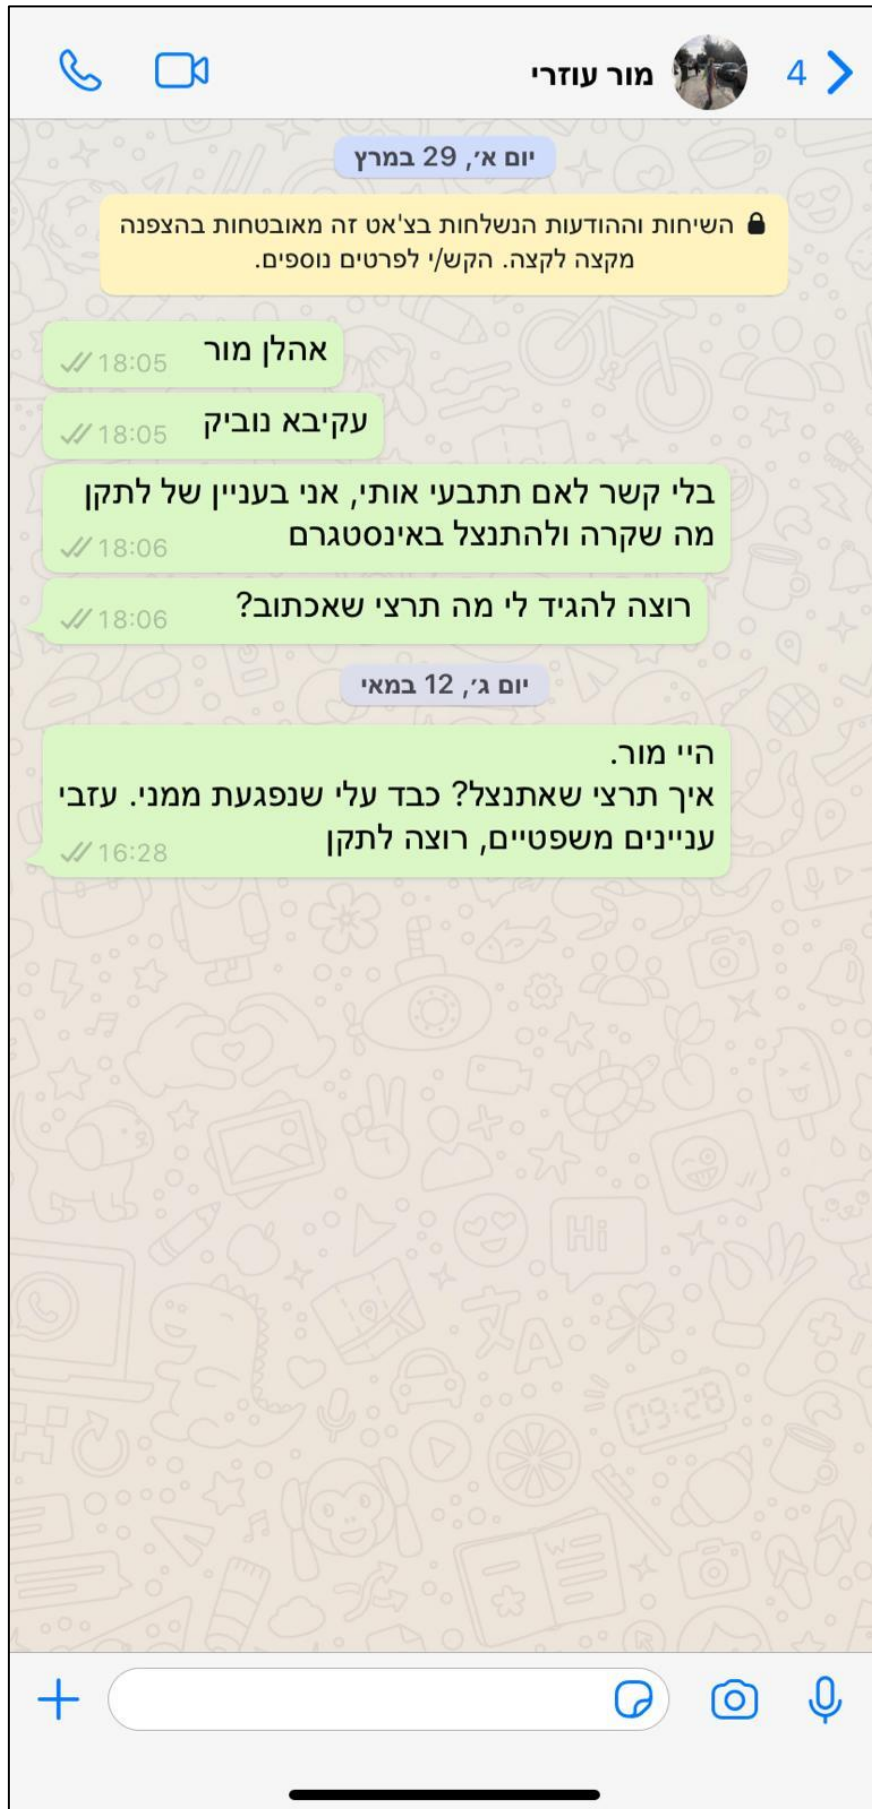 מור עוזרי
4
יום א׳, 29 במרץ
השיחות וההודעות הנשלחות בצ'אט זה מאובטחות בהצפנה
מקצה לקצה. הקש/י לפרטים נוספים.
אהלן מור
18:05
עקיבא נוביק
18:05
בלי קשר לאם תתבעי אותי, אני בעניין של לתקן
מה שקרה ולהתנצל באינסטגרם
18:06
רוצה להגיד לי מה תרצי שאכתוב?
18:06
יום ג׳, 12 במאי
היי מור.
איך תרצי שאתנצל? כבד עלי שנפגעת ממני. עזבי
עניינים משפטיים, רוצה לתקן
16:28
Hi
09:28